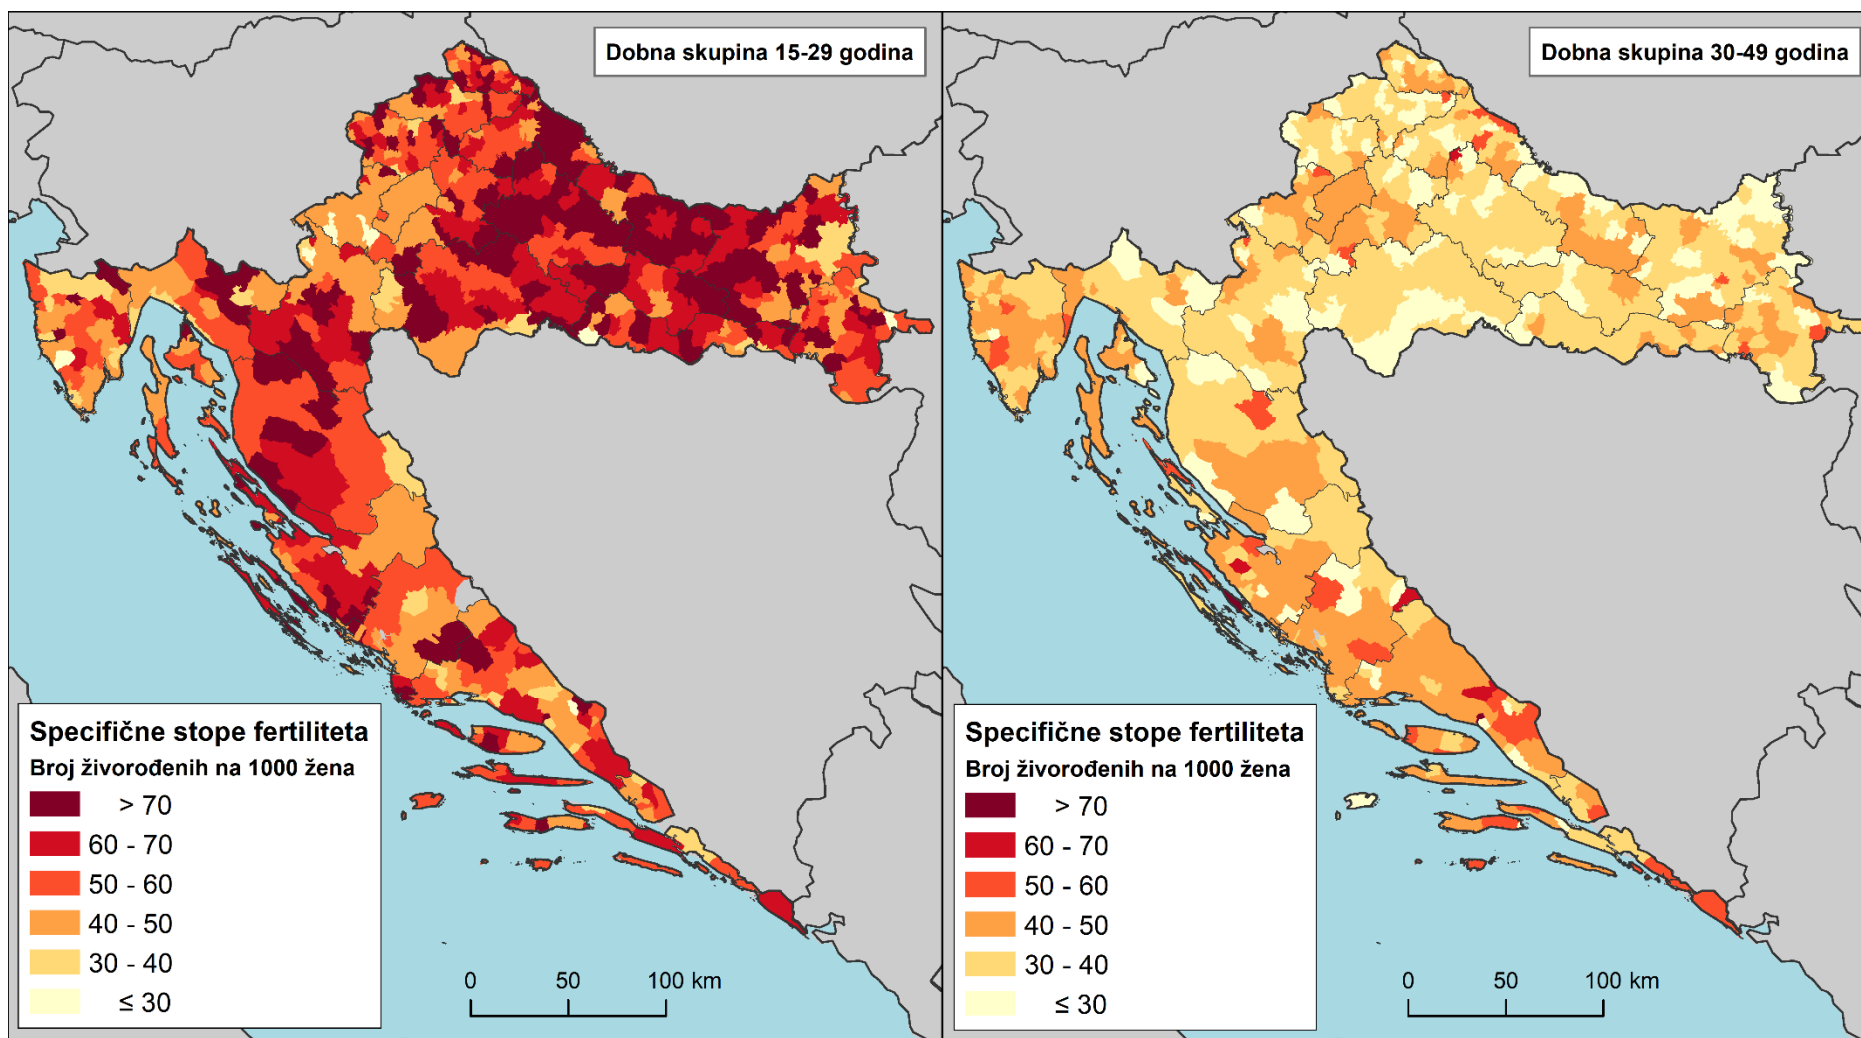 Dobna skupina 15-29 godina
Specifične stope fertiliteta
Broj živorođenih na 1000 žena
> 70
60 - 70
50 - 60
40 - 50
30 - 40
≤ 30
0 50 100 km
Dobna skupina 30-49 godina
Specifične stope fertiliteta
Broj živorođenih na 1000 žena
> 70
60 - 70
50 - 60
40 - 50
30 - 40
≤ 30
0 50 100 km